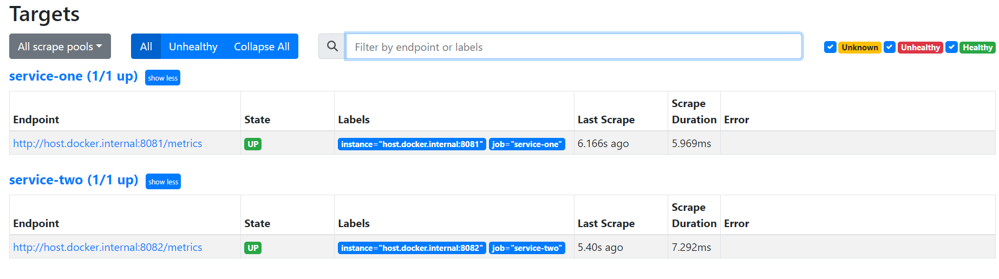 Targets
All scrape pools All Unhealthy Collapse All Filter by endpoint or labels Unknown Unhealthy Healthy
service-one (1/1 up) show less
Endpoint State Labels Last Scrape Scrape Duration Error
http://host.docker.internal:8081/metrics UP instance="host.docker.internal:8081" job="service-one" 6.166s ago 5.969ms
service-two (1/1 up) show less
Endpoint State Labels Last Scrape Scrape Duration Error
http://host.docker.internal:8082/metrics UP instance="host.docker.internal:8082" job="service-two" 5.40s ago 7.292ms